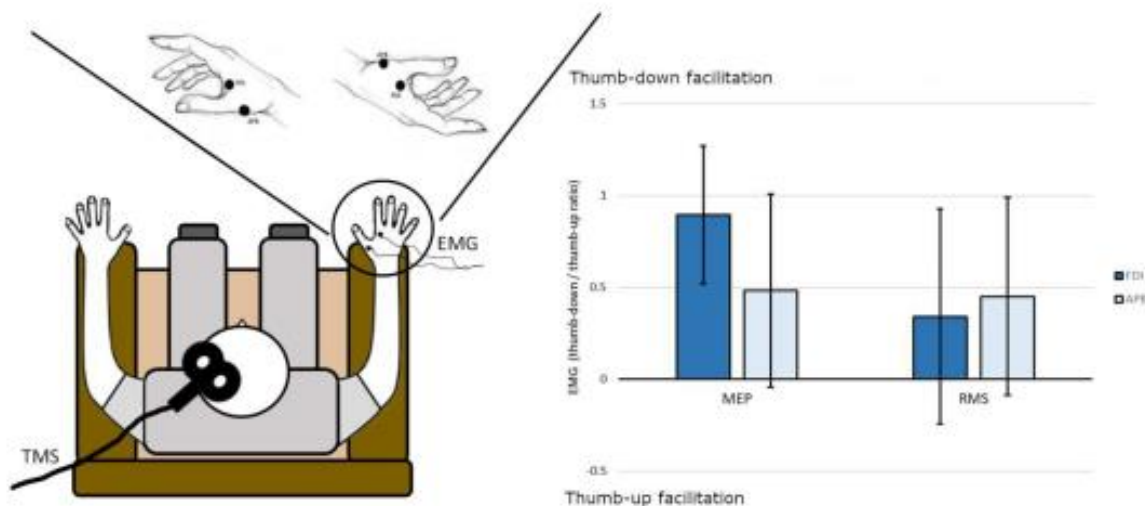 EMG
TMS
Thumb-down facilitation
EMG (thumb-down / thumb-up ratio)
1.5
1
0.5
0
-0.5
MEP
RMS
FDI
APB
Thumb-up facilitation